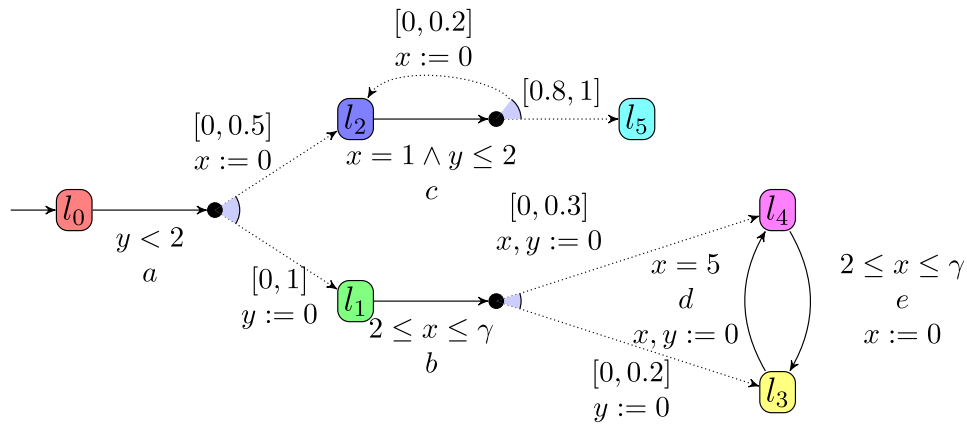 [0, 0.2]
x := 0
[0.8, 1]
l₂
l₅
[0, 0.5]
x := 0
x = 1 ∧ y ≤ 2
c
l₀
y < 2
a
[0, 0.3]
x, y := 0
l₄
[0, 1]
y := 0
l₁
2 ≤ x ≤ γ
b
x = 5
d
x, y := 0
2 ≤ x ≤ γ
e
x := 0
[0, 0.2]
y := 0
l₃